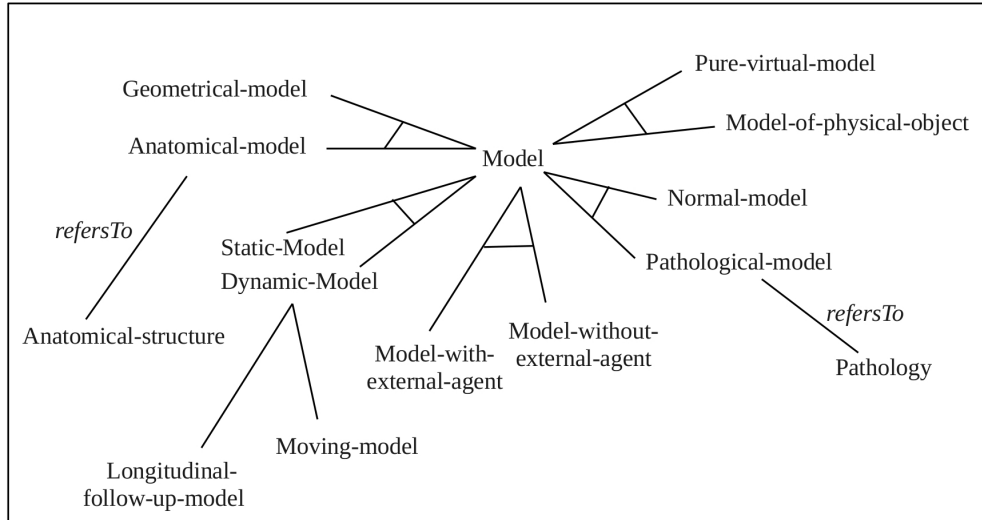 Pure-virtual-model
Geometrical-model
Model-of-physical-object
Anatomical-model
Model
Normal-model
refersTo
Static-Model
Pathological-model
Dynamic-Model
refersTo
Anatomical-structure
Model-without-
external-agent
Model-with-
external-agent
Pathology
Moving-model
Longitudinal-
follow-up-model